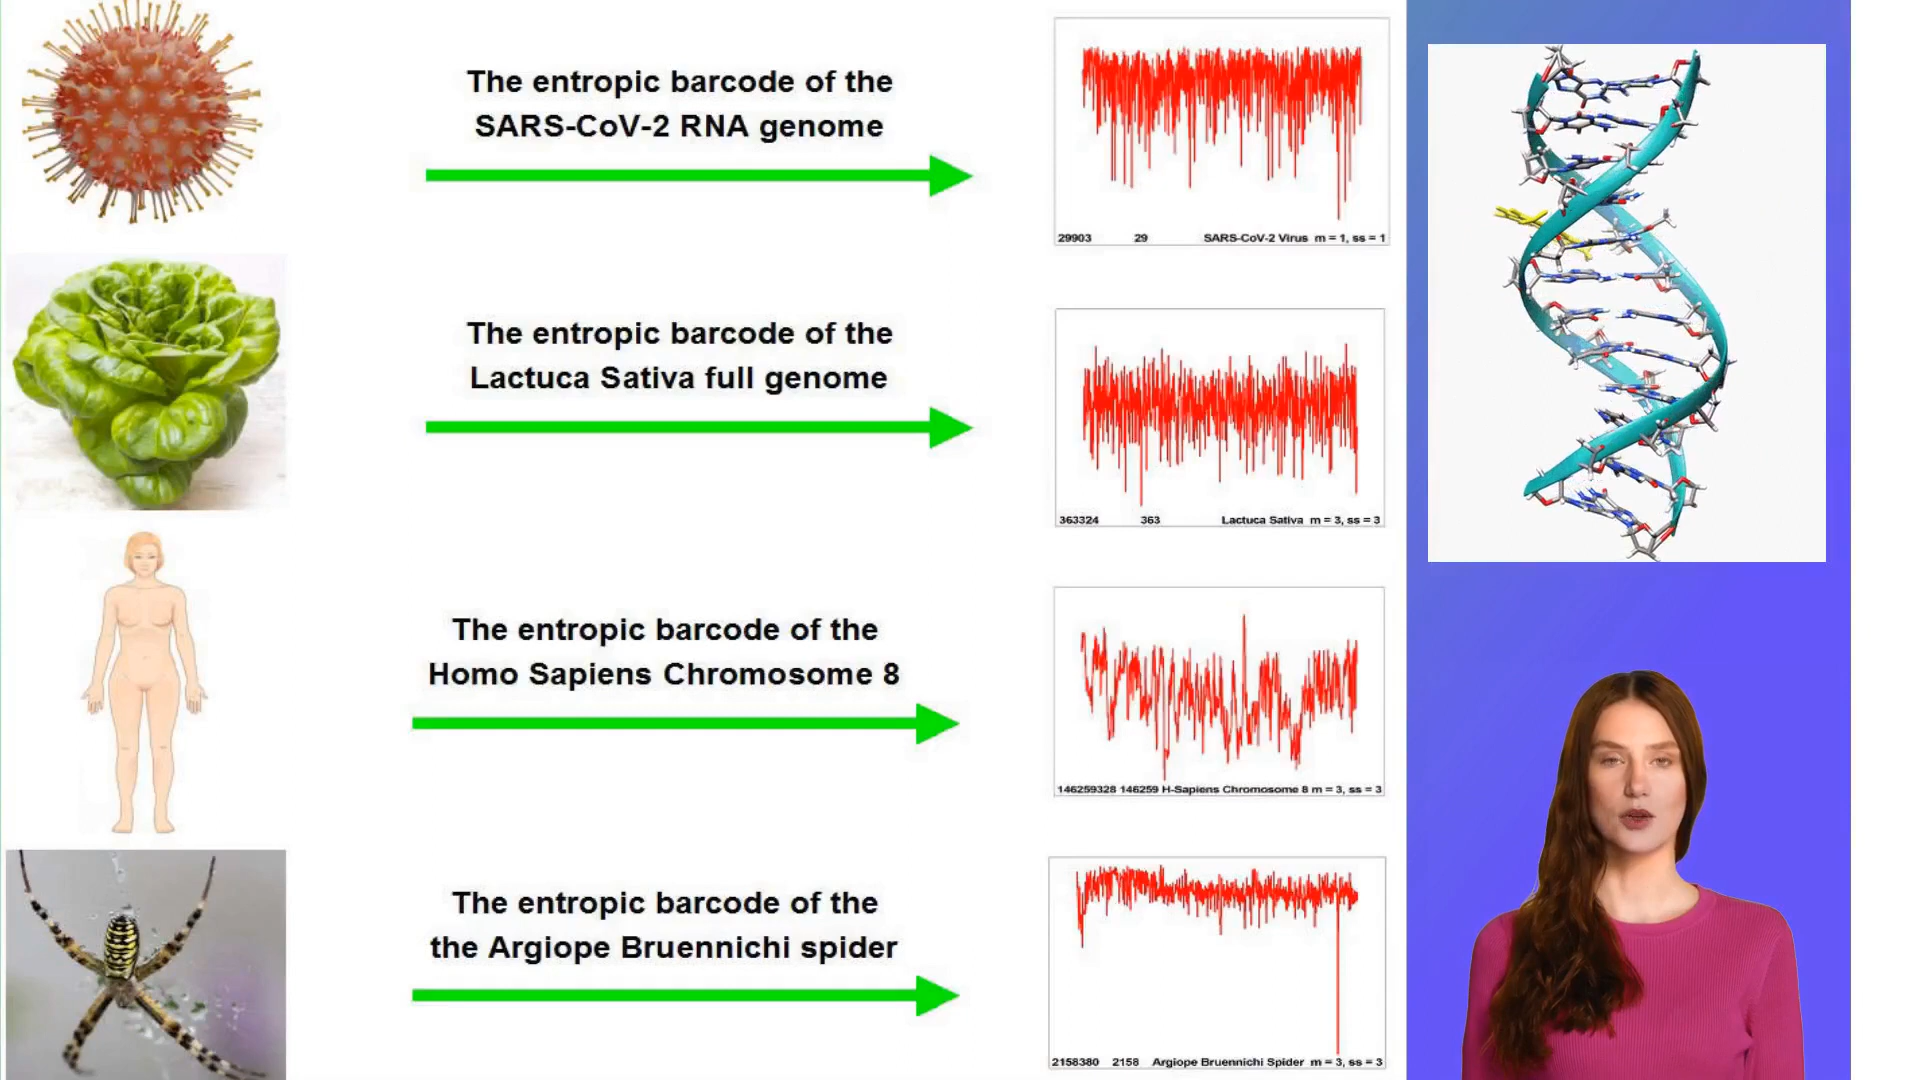 The entropic barcode of the
SARS-CoV-2 RNA genome
29903 29 SARS-CoV-2 Virus m = 1, ss = 1
The entropic barcode of the
Lactuca Sativa full genome
363324 363 Lactuca Sativa m = 3, ss = 3
The entropic barcode of the
Homo Sapiens Chromosome 8
146259328 146259 H-Sapiens Chromosome 8 m = 3, ss = 3
The entropic barcode of the
the Argiope Bruennichi spider
2158380 2158 Argiope Bruennichi Spider m = 3, ss = 3